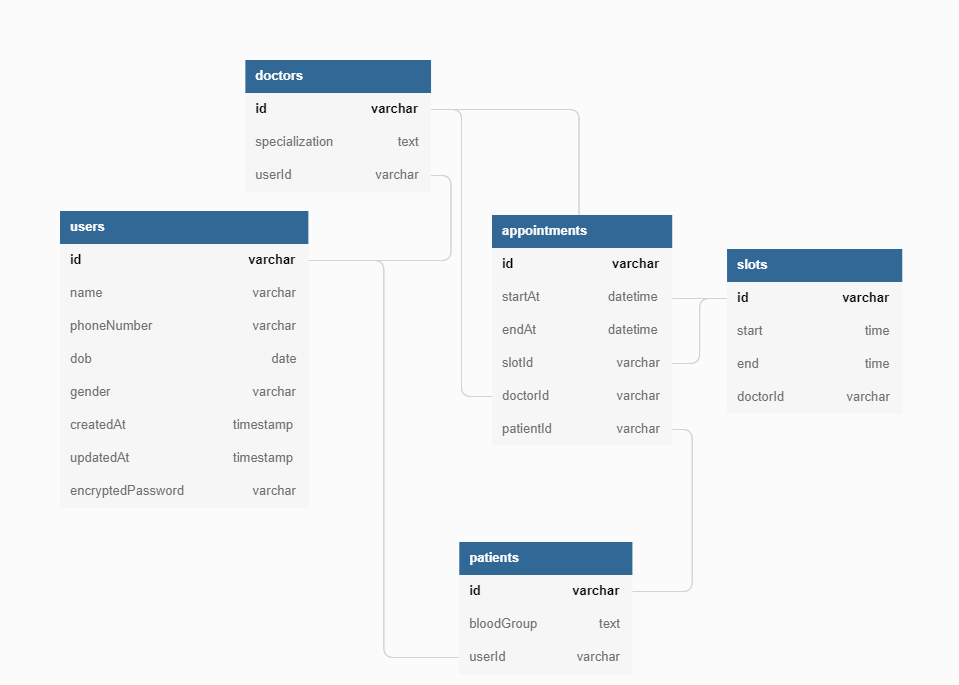 doctors
id varchar
specialization text
userId varchar
users
id varchar
name varchar
phoneNumber varchar
dob date
gender varchar
createdAt timestamp
updatedAt timestamp
encryptedPassword varchar
appointments
id varchar
startAt datetime
endAt datetime
slotId varchar
doctorId varchar
patientId varchar
slots
id varchar
start time
end time
doctorId varchar
patients
id varchar
bloodGroup text
userId varchar